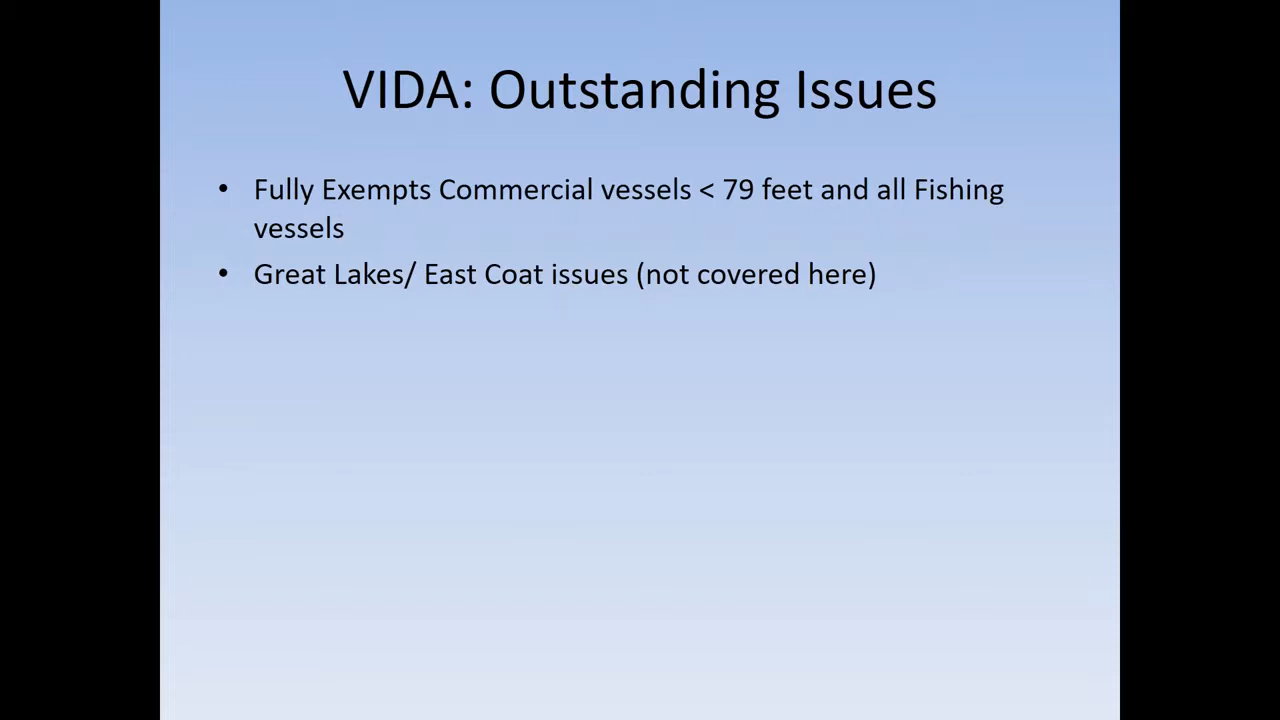 VIDA: Outstanding Issues
• Fully Exempts Commercial vessels < 79 feet and all Fishing
vessels
• Great Lakes/ East Coat issues (not covered here)